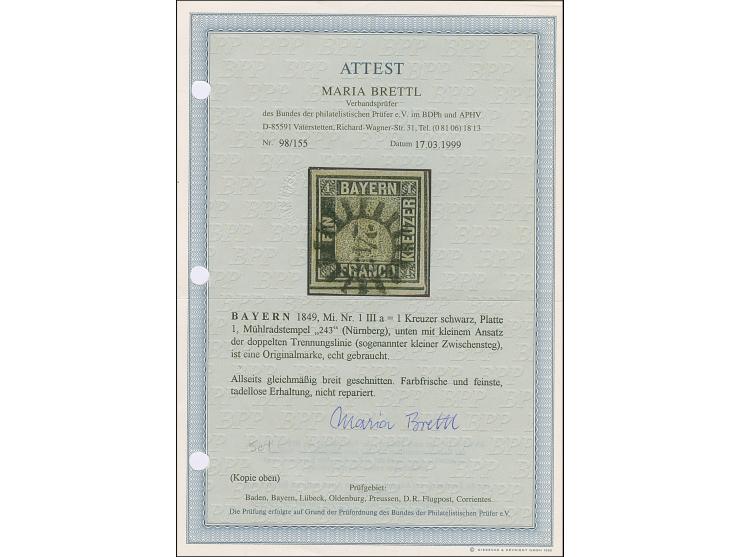 ATTEST
MARIA BRETTL
Verbandsprüfer
des Bundes der philatelistischen Prüfer e.V. im BDPh und APHV
D-85591 Vaterstetten, Richard-Wagner-Str. 31, Tel. (0 81 06) 18 13
Nr. 98/155 Datum 17.03.1999
1 BAYERN 1
EIN KREUZER
1 FRANCO 1
BAYERN 1849, Mi. Nr. 1 III a = 1 Kreuzer schwarz, Platte
1, Mühlradstempel „243“ (Nürnberg), unten mit kleinem Ansatz
der doppelten Trennungslinie (sogenannter kleiner Zwischensteg),
ist eine Originalmarke, echt gebraucht.
Allseits gleichmäßig breit geschnitten. Farbfrische und feinste,
tadellose Erhaltung, nicht repariert.
Maria Brettl
(Kopie oben)
Prüfgebiet:
Baden, Bayern, Lübeck, Oldenburg, Preussen, D.R. Flugpost, Corrientes.
Die Prüfung erfolgte auf Grund der Prüfordnung des Bundes der Philatelistischen Prüfer e.V.